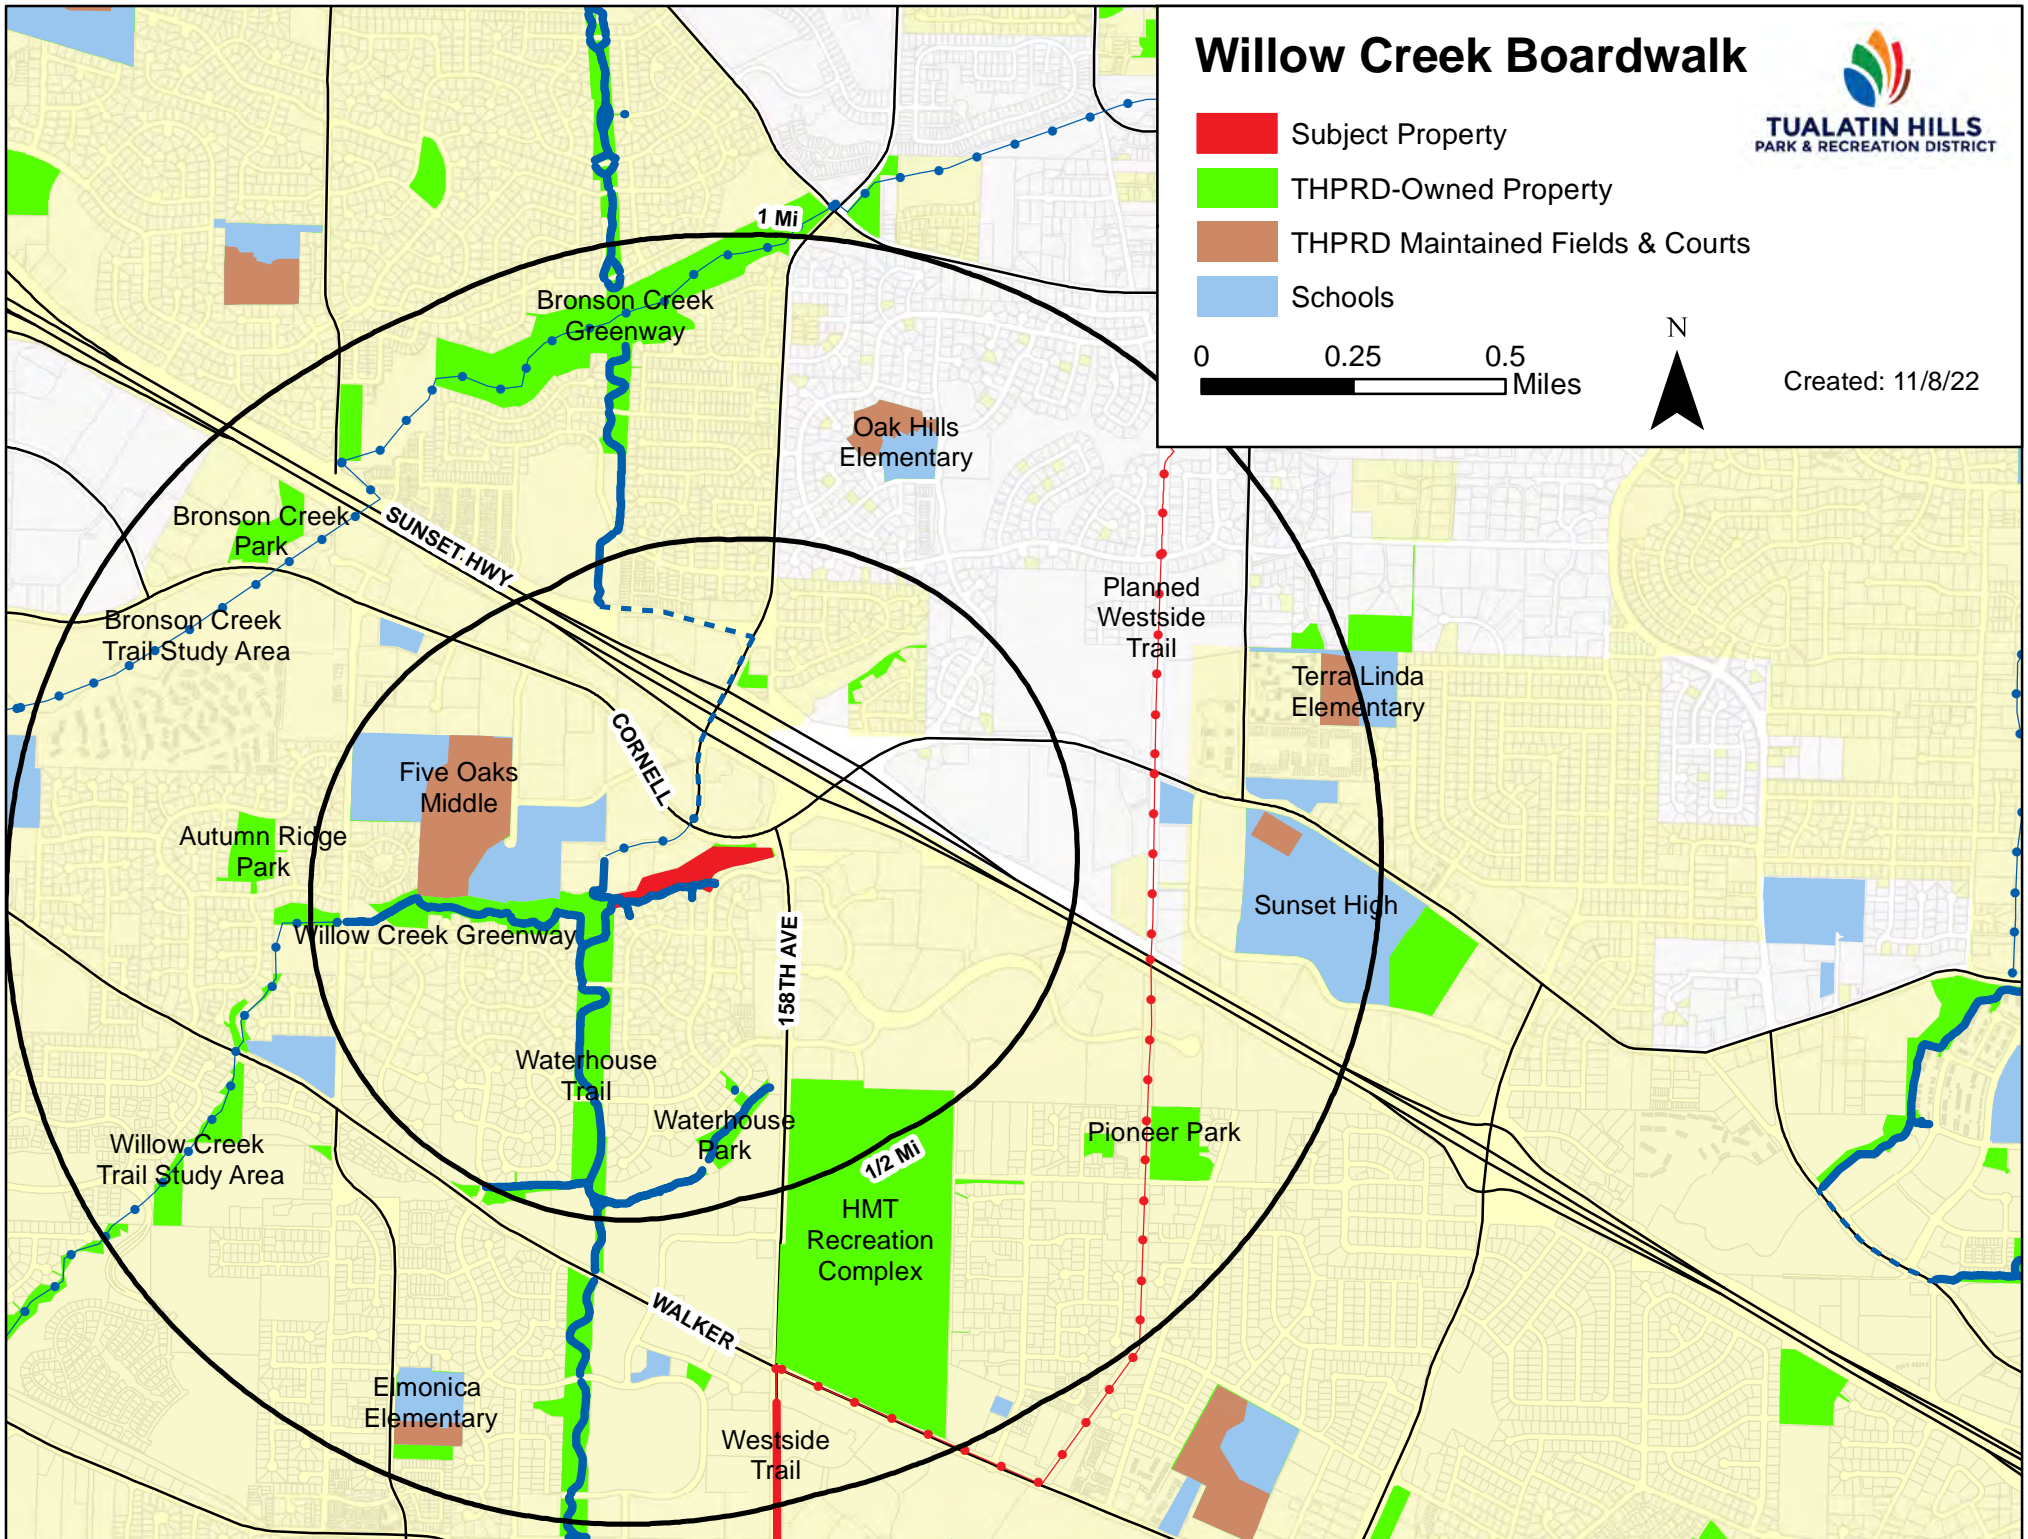 Willow Creek Boardwalk
TUALATIN HILLS
PARK & RECREATION DISTRICT
Subject Property
THPRD-Owned Property
THPRD Maintained Fields & Courts
Schools
N
0 0.25 0.5
Miles
Created: 11/8/22
1 Mi
Bronson Creek
Greenway
Oak Hills
Elementary
Bronson Creek
Park
SUNSET HWY
Planned
Westside
Trail
Bronson Creek
Trail Study Area
Terra Linda
Elementary
CORNELL
Five Oaks
Middle
Autumn Ridge
Park
Sunset High
Willow Creek Greenway
158TH AVE
Waterhouse
Trail
Waterhouse
Park
Pioneer Park
Willow Creek
Trail Study Area
1/2 Mi
HMT
Recreation
Complex
WALKER
Elmonica
Elementary
Westside
Trail